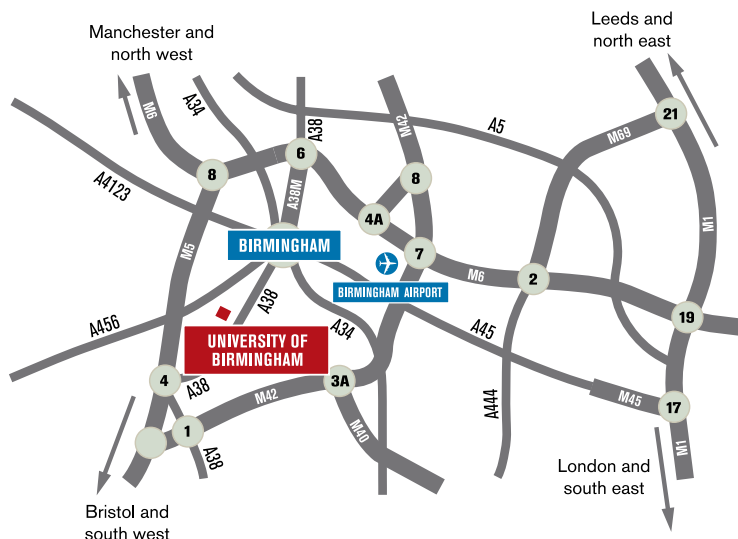 Leeds and
north east
Manchester and
north west
M6
A34
A38
M42
A5
21
M69
6
8
8
A4123
A38M
4A
M1
BIRMINGHAM
7
M5
M6
2
A38
BIRMINGHAM AIRPORT
A456
UNIVERSITY OF
BIRMINGHAM
A34
A45
19
4
A38
3A
M42
A444
M45
17
1
M40
A38
M1
London and
south east
Bristol and
south west